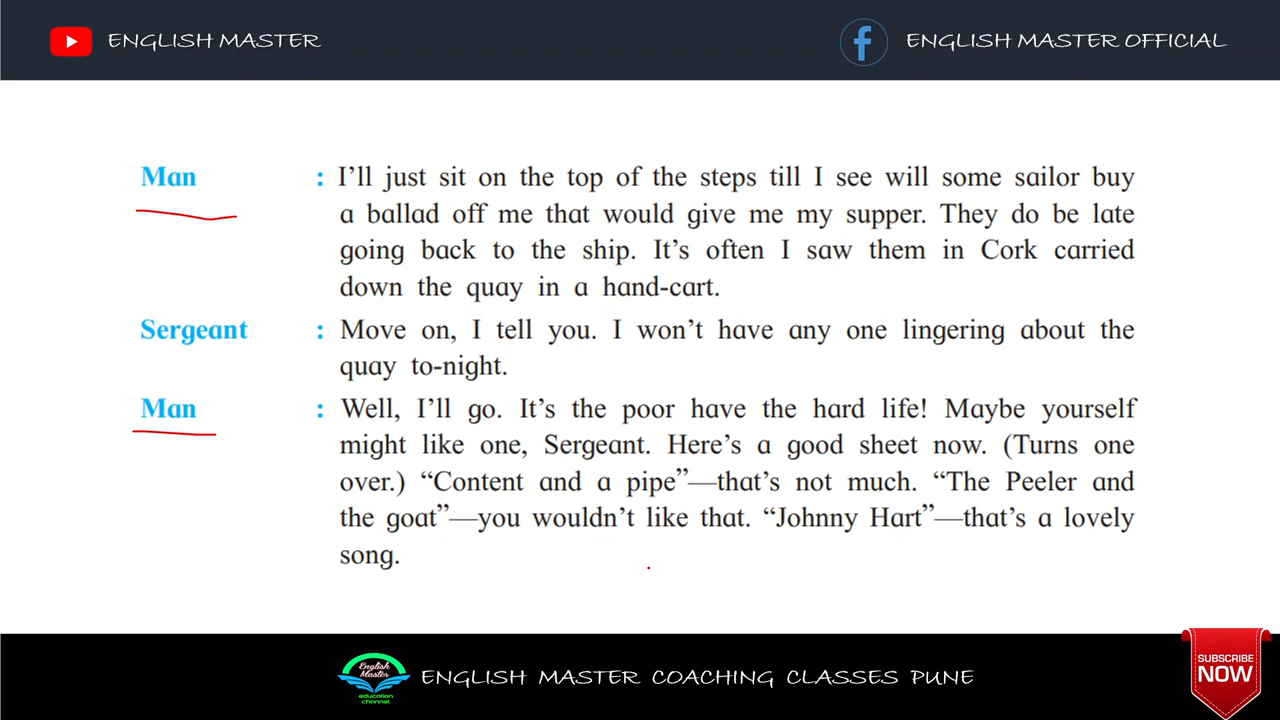 ENGLISH MASTER
ENGLISH MASTER OFFICIAL
Man : I’ll just sit on the top of the steps till I see will some sailor buy
a ballad off me that would give me my supper. They do be late
going back to the ship. It’s often I saw them in Cork carried
down the quay in a hand-cart.
Sergeant : Move on, I tell you. I won’t have any one lingering about the
quay to-night.
Man : Well, I’ll go. It’s the poor have the hard life! Maybe yourself
might like one, Sergeant. Here’s a good sheet now. (Turns one
over.) “Content and a pipe”—that’s not much. “The Peeler and
the goat”—you wouldn’t like that. “Johnny Hart”—that’s a lovely
song.
English
Master
education
channel
ENGLISH MASTER COACHING CLASSES PUNE
SUBSCRIBE
NOW